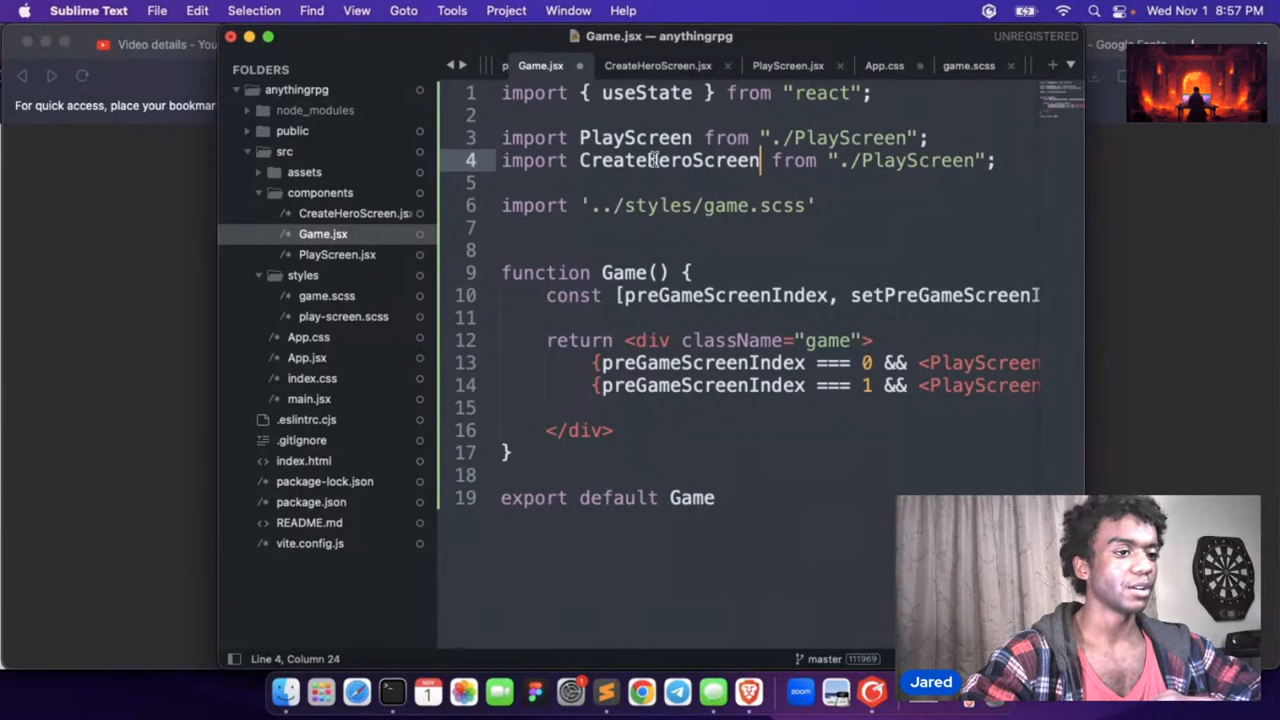 Sublime Text File Edit Selection Find View Goto Tools Project Window Help Wed Nov 1 8:57 PM
Video details - You
Game.jsx — anythingrpg
UNREGISTERED
- Google Fonts
For quick access, place your bookmar
FOLDERS
anythingrpg
node_modules
public
src
assets
components
CreateHeroScreen.js
Game.jsx
PlayScreen.jsx
styles
game.scss
play-screen.scss
App.css
App.jsx
index.css
main.jsx
.eslintrc.cjs
.gitignore
index.html
package-lock.json
package.json
README.md
vite.config.js
p Game.jsx CreateHeroScreen.jsx PlayScreen.jsx App.css game.scss
1 import { useState } from "react";
2
3 import PlayScreen from "./PlayScreen";
4 import CreateHeroScreen from "./PlayScreen";
5
6 import '../styles/game.scss'
7
8
9 function Game() {
10 const [preGameScreenIndex, setPreGameScreenI
11
12 return <div className="game">
13 {preGameScreenIndex === 0 && <PlayScreen
14 {preGameScreenIndex === 1 && <PlayScreen
15
16 </div>
17 }
18
19 export default Game
Line 4, Column 24
master 111969
Jared
NOV
1
1
zoom